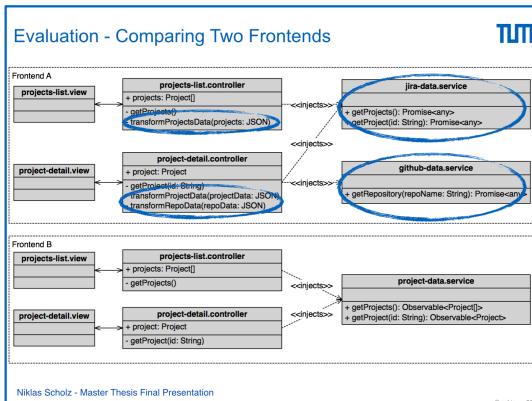 Evaluation - Comparing Two Frontends
TUM
Frontend A
projects-list.view
projects-list.controller
+ projects: Project[]
- getProjects()
- transformProjectsData(projects: JSON)
<<injects>>
jira-data.service
+ getProjects(): Promise<any>
+ getProject(id: String): Promise<any>
<<injects>>
project-detail.view
project-detail.controller
+ project: Project
- getProject(id: String)
- transformProjectData(projectData: JSON)
- transformRepoData(repoData: JSON)
<<injects>>
github-data.service
+ getRepository(repoName: String): Promise<any>
Frontend B
projects-list.view
projects-list.controller
+ projects: Project[]
- getProjects()
<<injects>>
project-data.service
+ getProjects(): Observable<Project[]>
+ getProject(id: String): Observable<Project>
project-detail.view
project-detail.controller
+ project: Project
- getProject(id: String)
<<injects>>
Niklas Scholz - Master Thesis Final Presentation